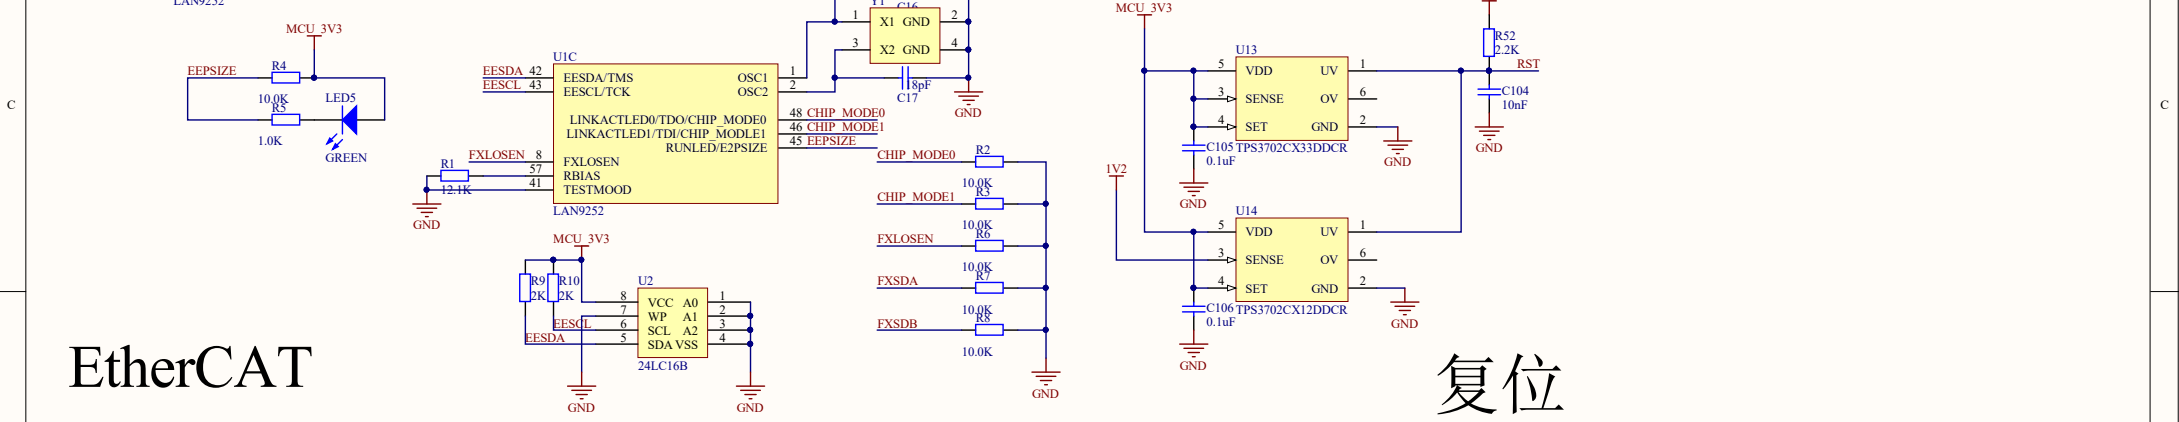 LAN9252
MCU_3V3
EEPSIZE
R4
10.0K
R5
1.0K
LED5
GREEN
U1C
EESDA 42 EESDA/TMS OSC1 1
EESCL 43 EESCL/TCK OSC2 2
LINKACTLED0/TDO/CHIP_MODE0 48 CHIP_MODE0
LINKACTLED1/TDI/CHIP_MODLE1 46 CHIP_MODE1
RUNLED/E2PSIZE 45 EEPSIZE
FXLOSEN 8 FXLOSEN
R1 57 RBIAS
12.1K 41 TESTMOOD
GND
LAN9252
Y1 C16
1 X1 GND 2
3 X2 GND 4
18pF
C17
GND
MCU_3V3
R9 R10
2K 2K
U2
8 VCC A0 1
7 WP A1 2
EESCL 6 SCL A2 3
EESDA 5 SDA VSS 4
24LC16B
GND
GND
CHIP_MODE0 R2
10.0K
CHIP_MODE1 R3
10.0K
FXLOSEN R6
10.0K
FXSDA R7
10.0K
FXSDB R8
10.0K
GND
MCU_3V3
U13
5 VDD UV 1
3 SENSE OV 6
4 SET GND 2
TPS3702CX33DDCR
C105
0.1uF
GND
GND
R52
2.2K
RST
C104
10nF
GND
1V2
U14
5 VDD UV 1
3 SENSE OV 6
4 SET GND 2
TPS3702CX12DDCR
C106
0.1uF
GND
GND
C
C
EtherCAT
复位